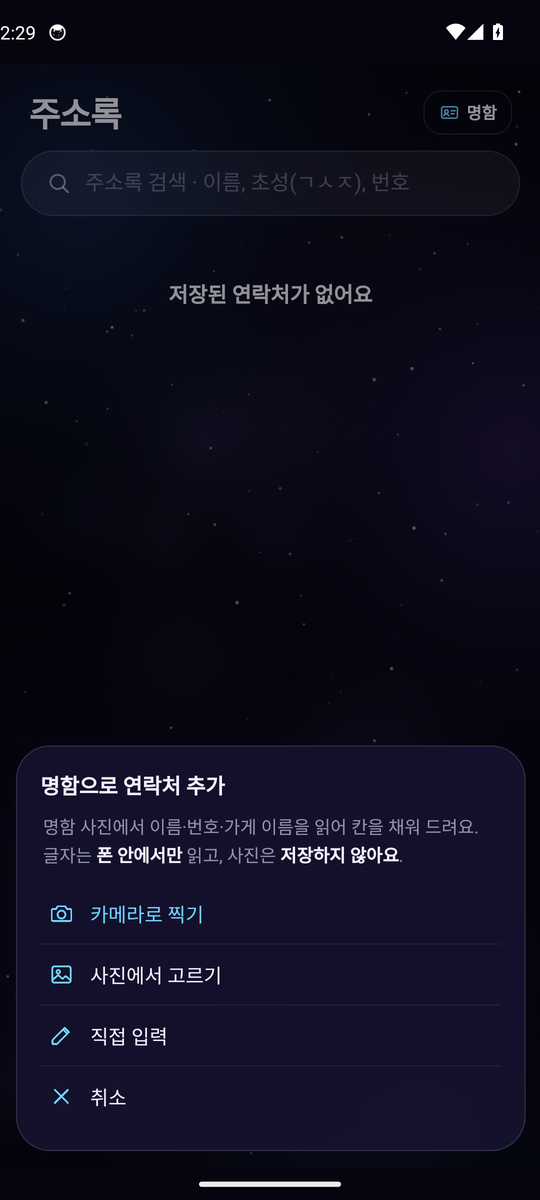 2:29
주소록
명함
주소록 검색 · 이름, 초성(ㄱㅅㅈ), 번호
저장된 연락처가 없어요
명함으로 연락처 추가
명함 사진에서 이름·번호·가게 이름을 읽어 칸을 채워 드려요.
글자는 폰 안에서만 읽고, 사진은 저장하지 않아요.
카메라로 찍기
사진에서 고르기
직접 입력
취소